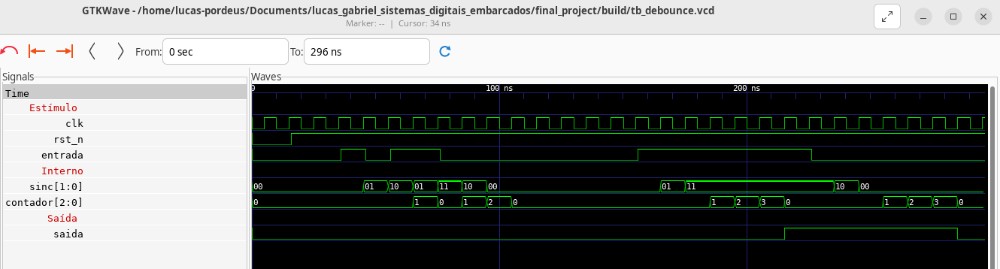 GTKWave - /home/lucas-pordeus/Documents/lucas_gabriel_sistemas_digitais_embarcados/final_project/build/tb_debounce.vcd
Marker: -- | Cursor: 34 ns
From: 0 sec To: 296 ns
Signals Waves
Time 0 100 ns 200 ns
Estímulo
clk
rst_n
entrada
Interno
sinc[1:0] 00 01 10 01 11 10 00 01 11 10 00
contador[2:0] 0 1 0 1 2 0 1 2 3 0 1 2 3 0
Saída
saida